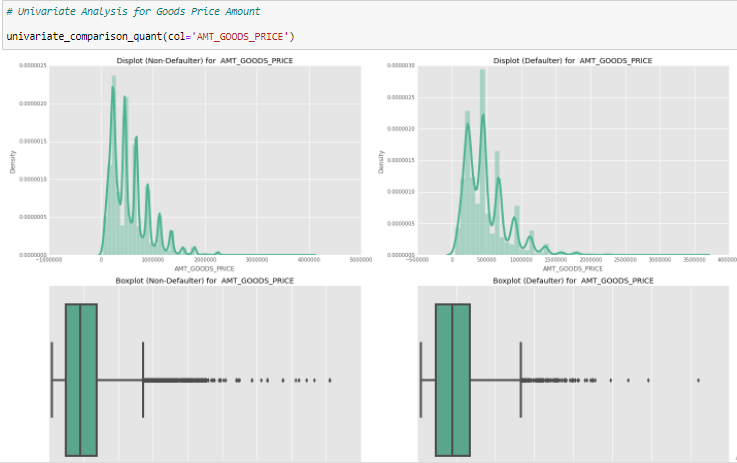 # Univariate Analysis for Goods Price Amount
univariate_comparison_quant(col='AMT_GOODS_PRICE')
Displot (Non-Defaulter) for AMT_GOODS_PRICE
Displot (Defaulter) for AMT_GOODS_PRICE
0.0000025
0.0000020
0.0000015
0.0000010
0.0000005
0.0000000
Density
-1000000 0 1000000 2000000 3000000 4000000 5000000
AMT_GOODS_PRICE
0.0000030
0.0000025
0.0000020
0.0000015
0.0000010
0.0000005
0.0000000
Density
-500000 0 500000 1000000 1500000 2000000 2500000 3000000 3500000 4000000
AMT_GOODS_PRICE
Boxplot (Non-Defaulter) for AMT_GOODS_PRICE
Boxplot (Defaulter) for AMT_GOODS_PRICE